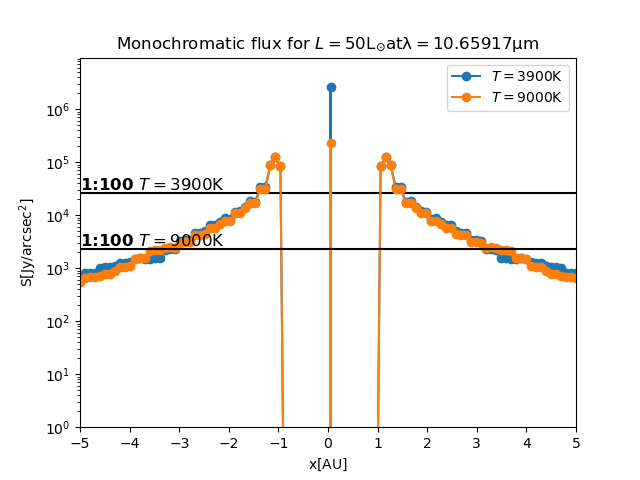 Monochromatic flux for L = 50L⊙atλ = 10.65917μm
T = 3900K
T = 9000K
10⁶
10⁵
1:100 T = 3900K
10⁴
1:100 T = 9000K
10³
10²
10¹
10⁰
S[Jy/arcsec²]
−5 −4 −3 −2 −1 0 1 2 3 4 5
x[AU]